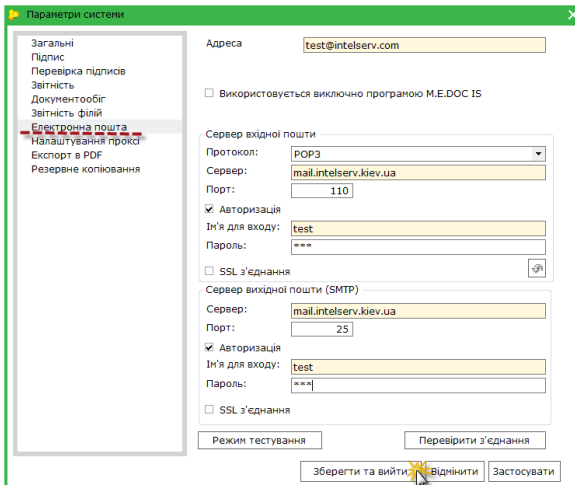 Параметри системи
Загальні
Підпис
Перевірка підписів
Звітність
Документообіг
Звітність філій
Електронна пошта
Налаштування проксі
Експорт в PDF
Резервне копіювання
Адреса test@intelserv.com
Використовується виключно програмою M.E.DOC IS
Сервер вхідної пошти
Протокол: POP3
Сервер: mail.intelserv.kiev.ua
Порт: 110
Авторизація
Ім'я для входу: test
Пароль: ***
SSL з'єднання
Сервер вихідної пошти (SMTP)
Сервер: mail.intelserv.kiev.ua
Порт: 25
Авторизація
Ім'я для входу: test
Пароль: ***
SSL з'єднання
Режим тестування Перевірити з'єднання
Зберегти та вийти Відмінити Застосувати